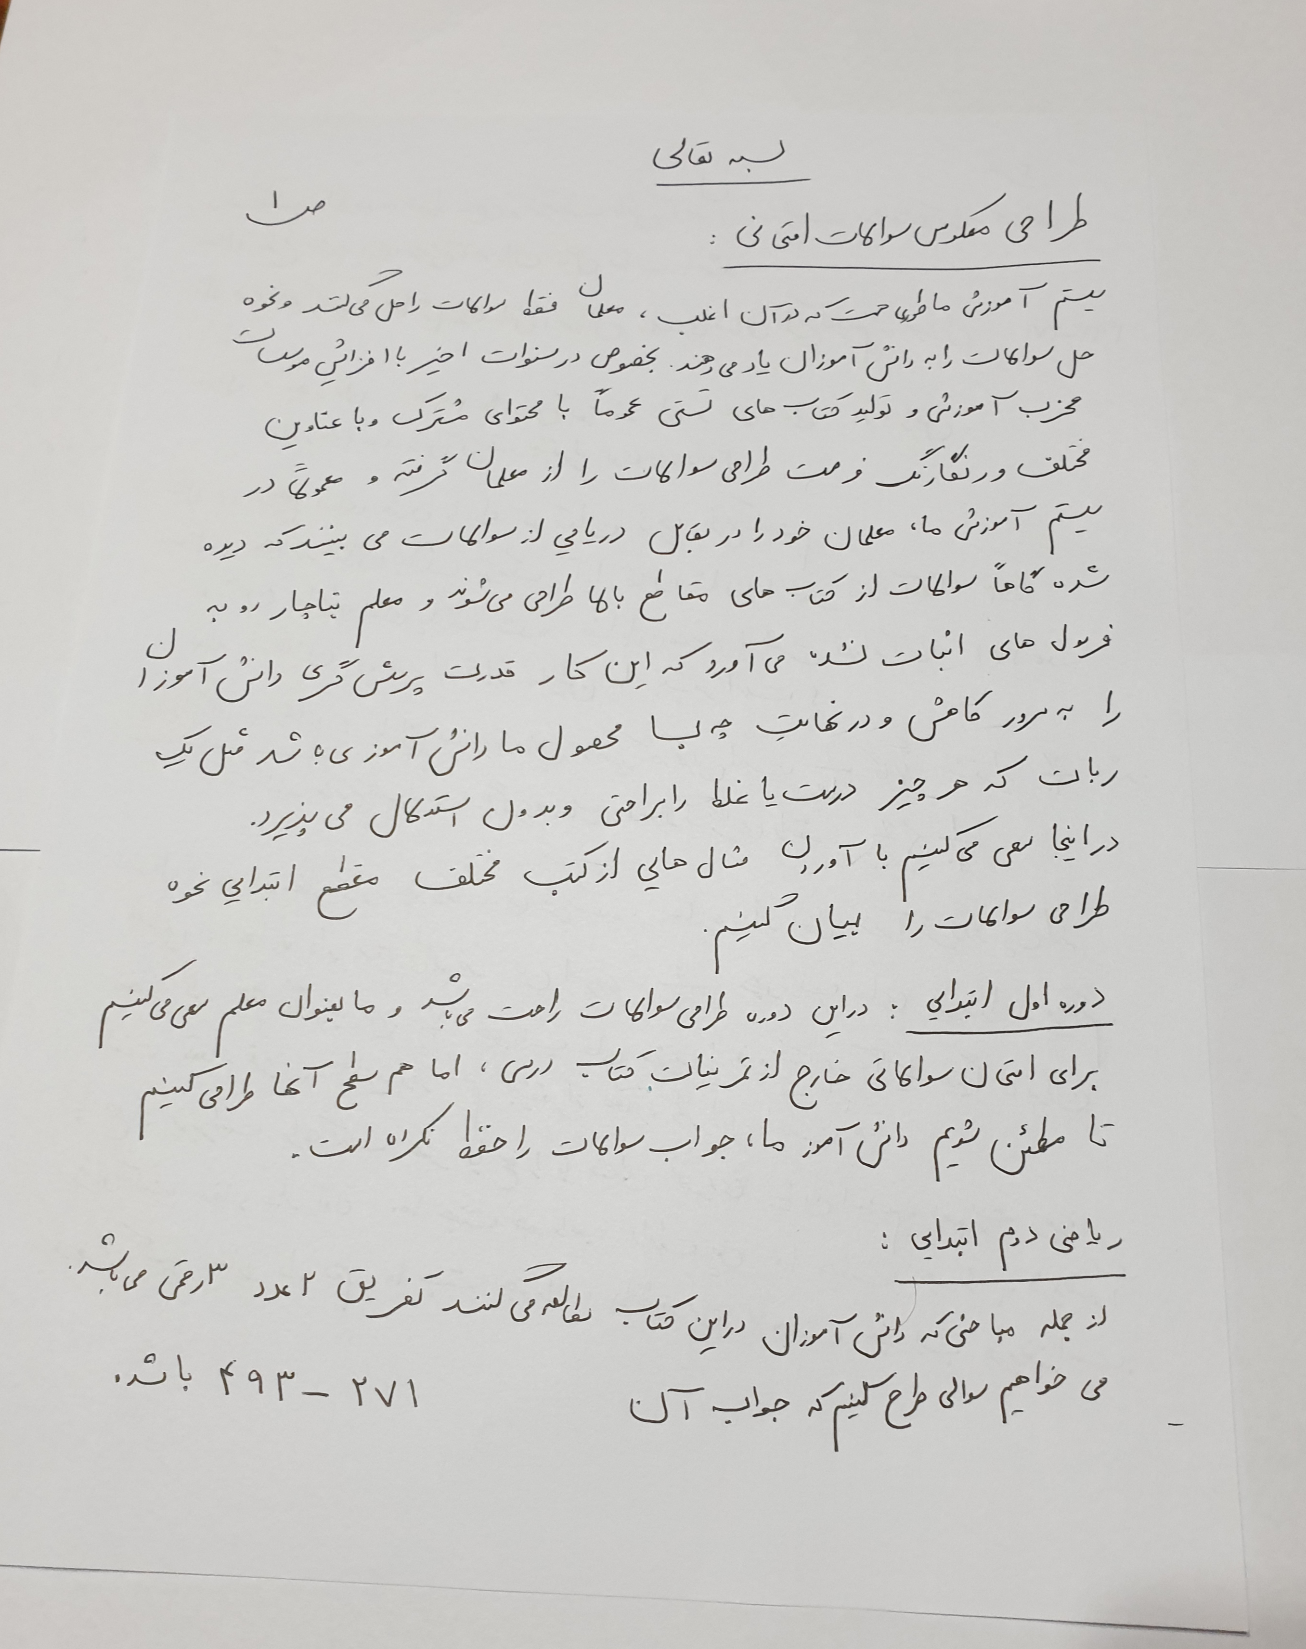 بسمه تعالی
ص۱
طراحی معکوس سوالات امتحانی :
سیستم آموزش ما طوری هست که در آن اغلب ، معلمان فقط سوالات را حل می‌کنند و نحوه
حل سوالات را به دانش آموزان یاد می دهند. بخصوص در سنوات اخیر با افزایش موسسات
مخرب آموزشی و تولید کتاب های تستی عموماً با محتوای مشترک و با عناوین
مختلف و رنگارنگ فرصت طراحی سوالات را از معلمان گرفته و معمولاً در
سیستم آموزش ما، معلمان خود را در مقابل دریایی از سوالات می بینند که دیده
شده گاهاً سوالات از کتاب های مقاطع بالا طراحی می‌شوند و معلم بناچار رو به
فرمول های اثبات نشده می آورد که این کار قدرت پرسش گری دانش آموزان
را به مرور کاهش و در نهایت چه بسا محصول ما دانش آموزی باشد مثل یک
ربات که هر چیز درست یا غلط را براحتی و بدون استدلال می پذیرد.
در اینجا سعی می کنیم با آوردن مثال هایی از کتب مختلف مقطع ابتدایی نحوه
طراحی سوالات را بیان کنیم.
دوره اول ابتدایی : در این دوره طراحی سوالات راحت می باشد و ما بعنوان معلم سعی می کنیم
برای امتحان سوالاتی خارج از تمرینات کتاب درسی ، اما هم سطح آنها طراحی کنیم
تا مطمئن شویم دانش آموز ما، جواب سوالات را حفظ نکرده است.
ریاضی دوم ابتدایی :
از جمله مباحثی که دانش آموزان در این کتاب مطالعه می کنند تفریق ۲ عدد ۳ رقمی می باشد.
می خواهیم سوالی طرح کنیم که جواب آن ۲۷۱ - ۴۹۳ باشد.